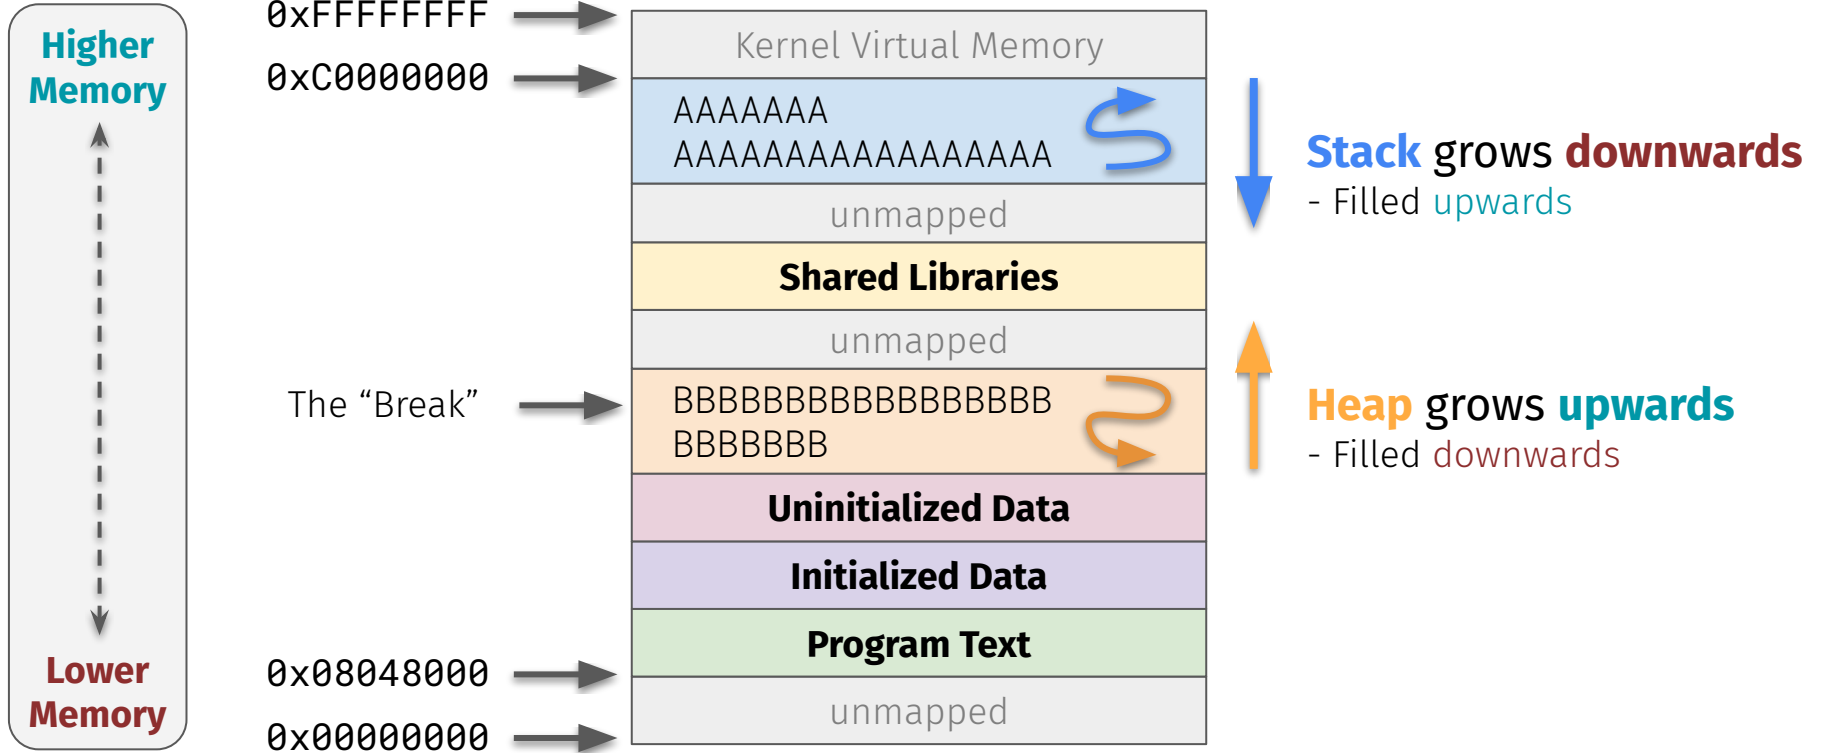 Higher
Memory
Lower
Memory
0xFFFFFFFF
0xC0000000
The “Break”
0x08048000
0x00000000
Kernel Virtual Memory
AAAAAAA
AAAAAAAAAAAAAAAAA
unmapped
Shared Libraries
unmapped
BBBBBBBBBBBBBBBBB
BBBBBBB
Uninitialized Data
Initialized Data
Program Text
unmapped
Stack grows downwards
- Filled upwards
Heap grows upwards
- Filled downwards